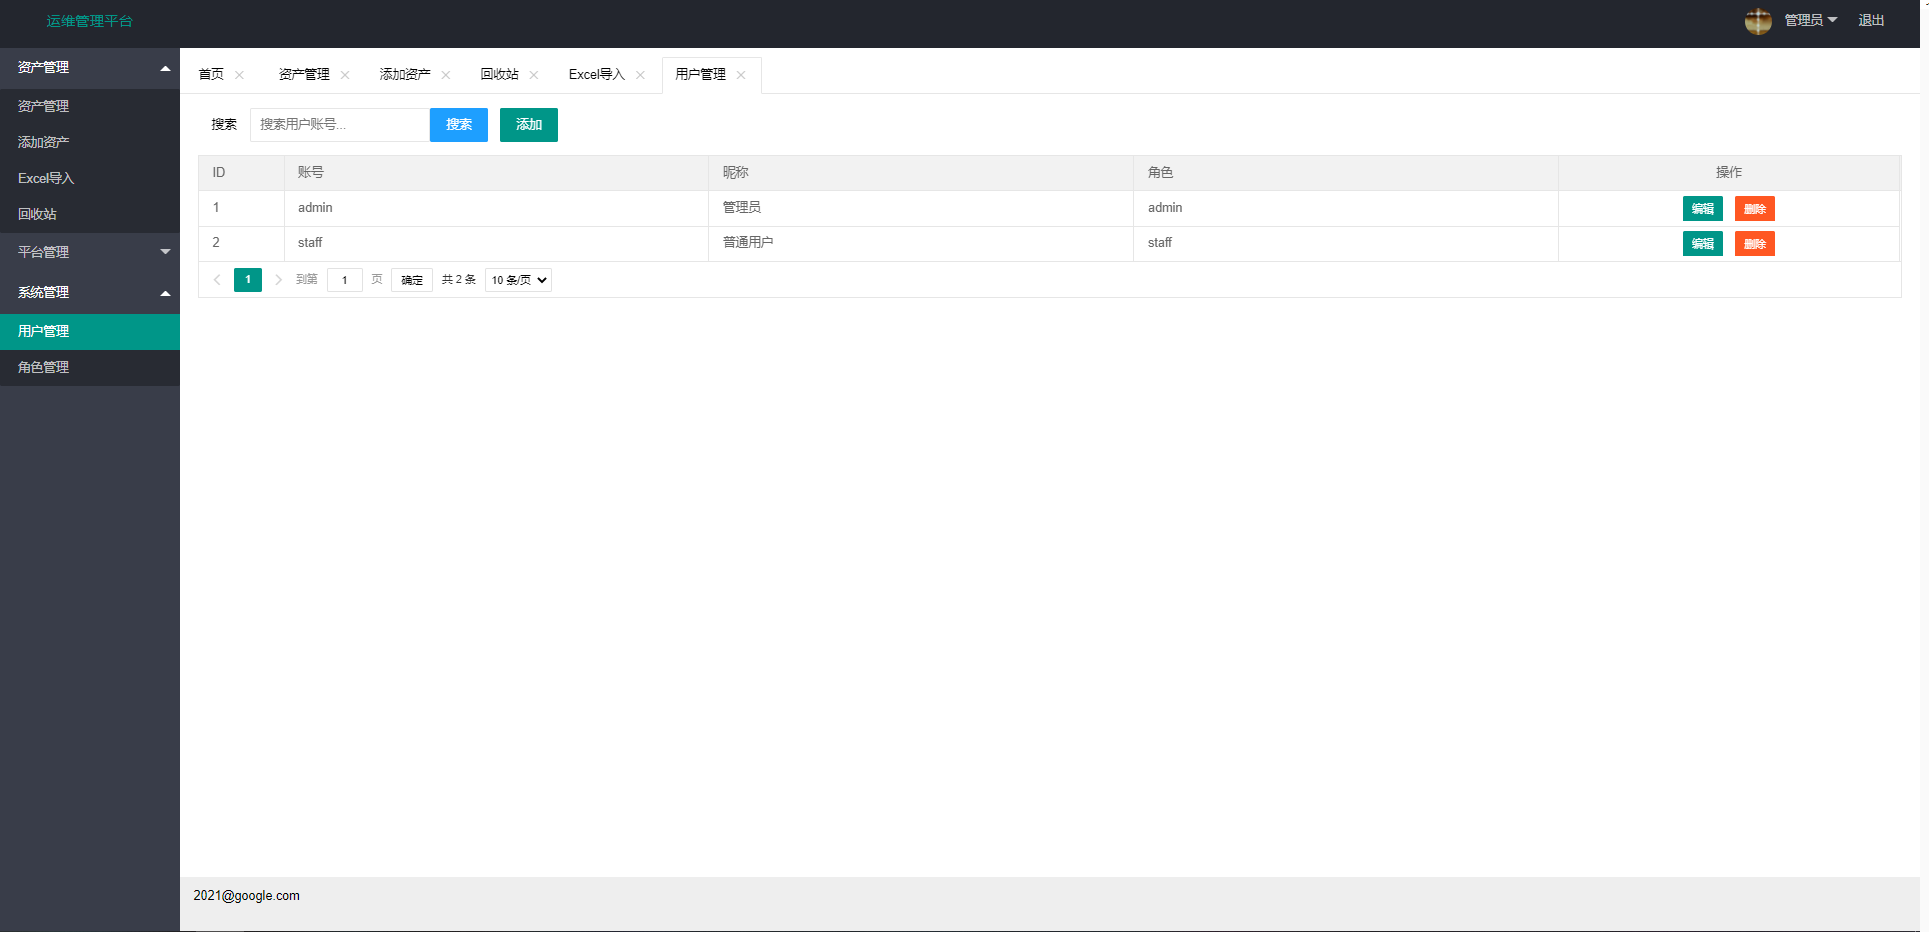 运维管理平台
管理员 退出
资产管理
资产管理
添加资产
Excel导入
回收站
平台管理
系统管理
用户管理
角色管理
首页 资产管理 添加资产 回收站 Excel导入 用户管理
搜索 搜索用户账号... 搜索 添加
ID 账号 昵称 角色 操作
1 admin 管理员 admin 编辑 删除
2 staff 普通用户 staff 编辑 删除
1 到第 1 页 确定 共 2 条 10 条/页
2021@google.com